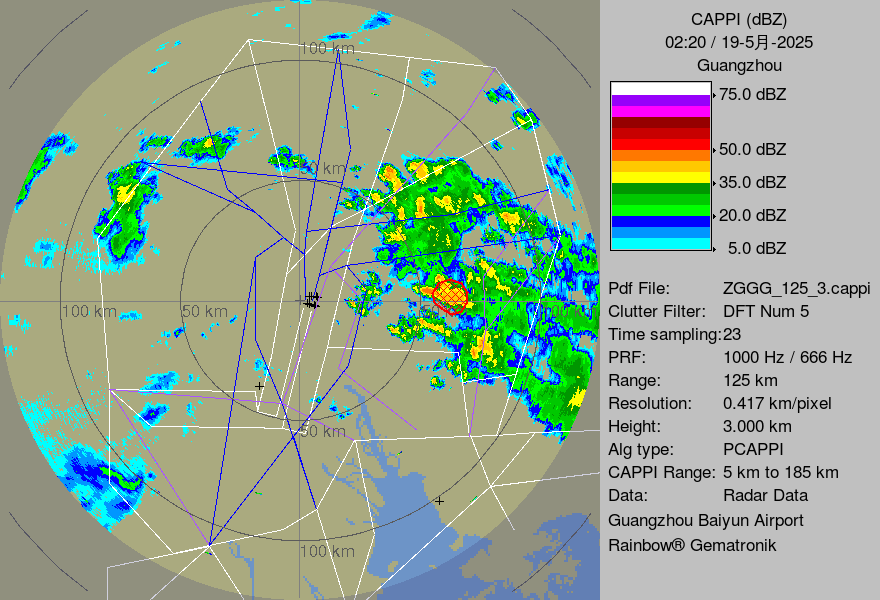 CAPPI (dBZ)
02:20 / 19-5月-2025
Guangzhou
75.0 dBZ
50.0 dBZ
35.0 dBZ
20.0 dBZ
5.0 dBZ
Pdf File: ZGGG_125_3.cappi
Clutter Filter: DFT Num 5
Time sampling:23
PRF: 1000 Hz / 666 Hz
Range: 125 km
Resolution: 0.417 km/pixel
Height: 3.000 km
Alg type: PCAPPI
CAPPI Range: 5 km to 185 km
Data: Radar Data
Guangzhou Baiyun Airport
Rainbow® Gematronik
100 km
50 km
100 km
50 km
50 km
100 km